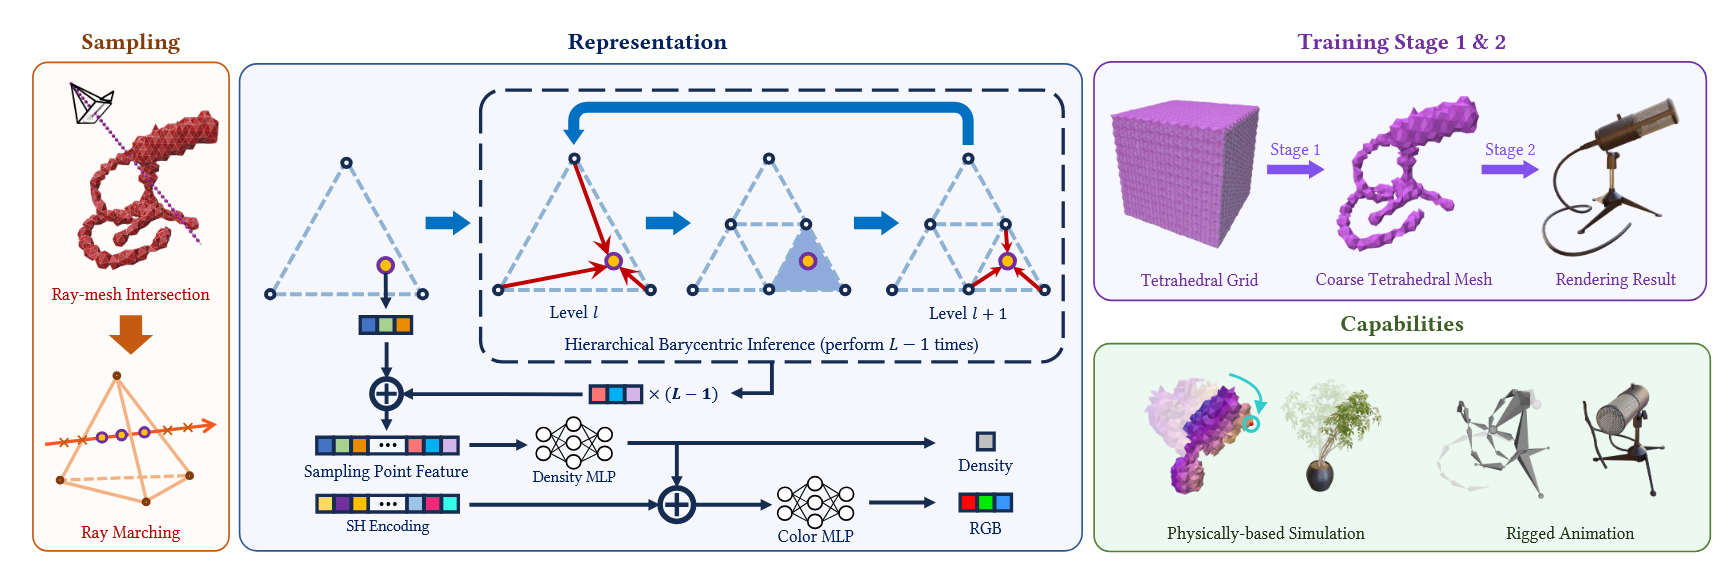 Sampling
Ray-mesh Intersection
Ray Marching
Representation
Level l
Level l + 1
Hierarchical Barycentric Inference (perform L − 1 times)
× (L − 1)
•••
Sampling Point Feature
Density MLP
Density
•••
SH Encoding
Color MLP
RGB
Training Stage 1 & 2
Stage 1
Stage 2
Tetrahedral Grid
Coarse Tetrahedral Mesh
Rendering Result
Capabilities
Physically-based Simulation
Rigged Animation